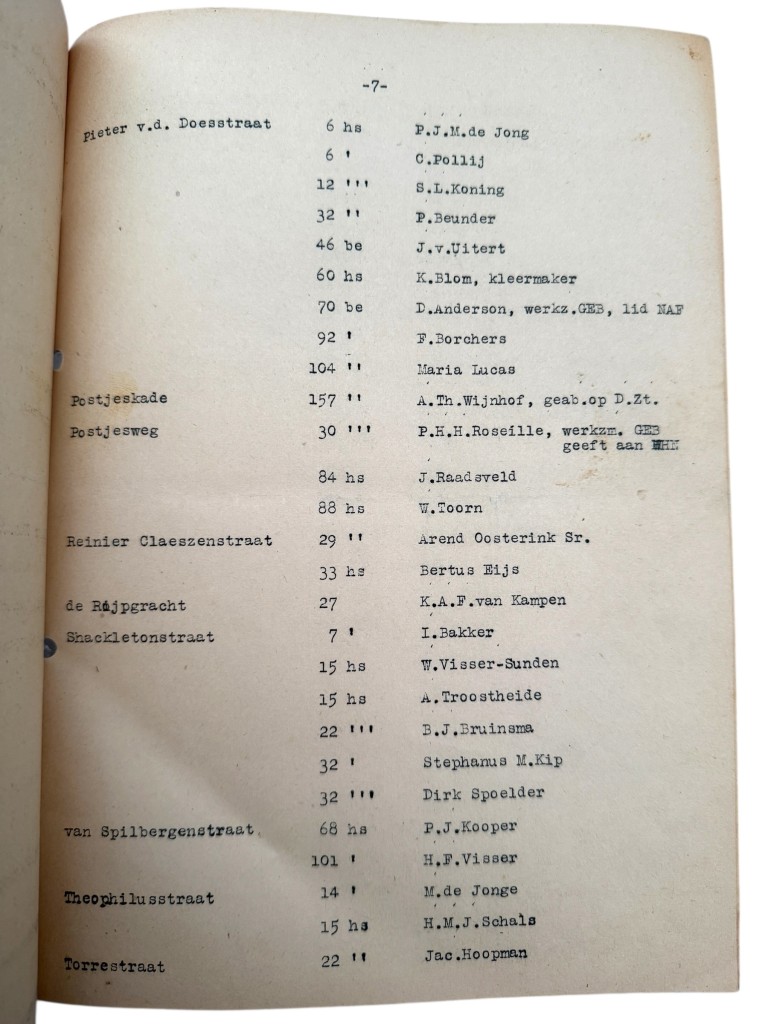 -7-
Pieter v.d. Doesstraat 6 hs P.J.M.de Jong
6 ' C.Pollij
12 ''' S.L.Koning
32 '' P.Beunder
46 be J.v.Uitert
60 hs K.Blom, kleermaker
70 be D.Anderson, werkz.GEB, lid NAF
92 ' F.Borchers
104 '' Maria Lucas
Postjeskade 157 '' A.Th.Wijnhof, geab.op D.Zt.
Postjesweg 30 ''' P.H.H.Roseille, werkzm. GEB
geeft aan WHN
84 hs J.Raadsveld
88 hs W.Toorn
Reinier Claeszenstraat 29 '' Arend Oosterink Sr.
33 hs Bertus Eijs
de Rijpgracht 27 K.A.F.van Kampen
Shackletonstraat 7 ' I.Bakker
15 hs W.Visser-Sunden
15 hs A.Troostheide
22 ''' B.J.Bruinsma
32 ' Stephanus M.Kip
32 ''' Dirk Spoelder
van Spilbergenstraat 68 hs P.J.Kooper
101 ' H.F.Visser
Theophilusstraat 14 ' M.de Jonge
15 hs H.M.J.Schals
Torrestraat 22 '' Jac.Hoopman